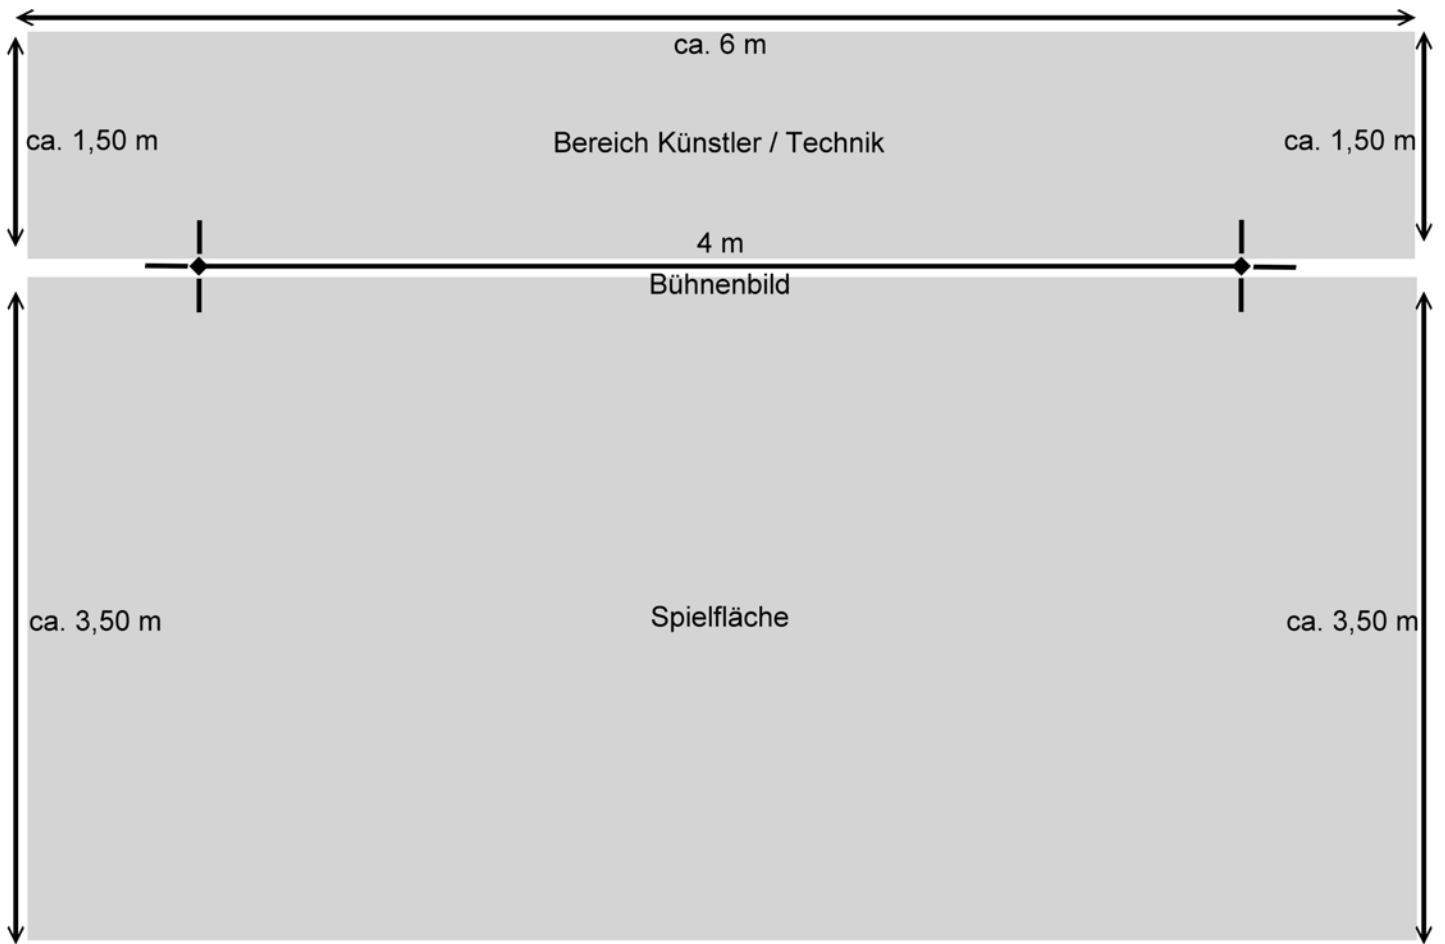 ca. 6 m
ca. 1,50 m
Bereich Künstler / Technik
ca. 1,50 m
4 m
Bühnenbild
ca. 3,50 m
Spielfläche
ca. 3,50 m